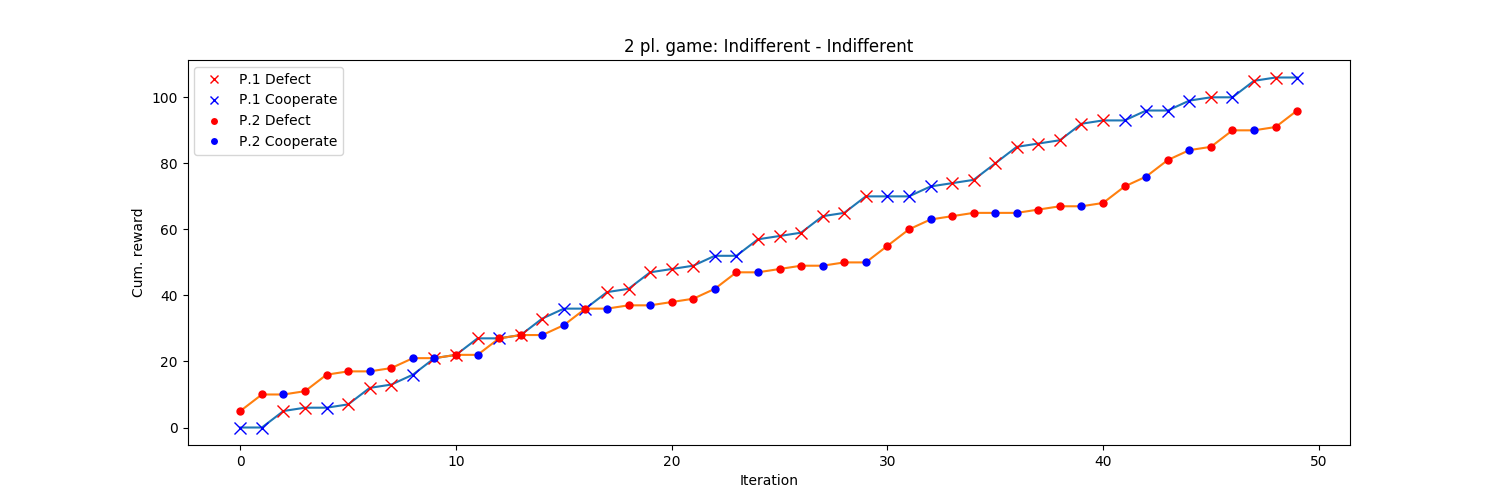 2 pl. game: Indifferent - Indifferent
P.1 Defect
P.1 Cooperate
P.2 Defect
P.2 Cooperate
100
80
60
40
20
0
Cum. reward
0 10 20 30 40 50
Iteration